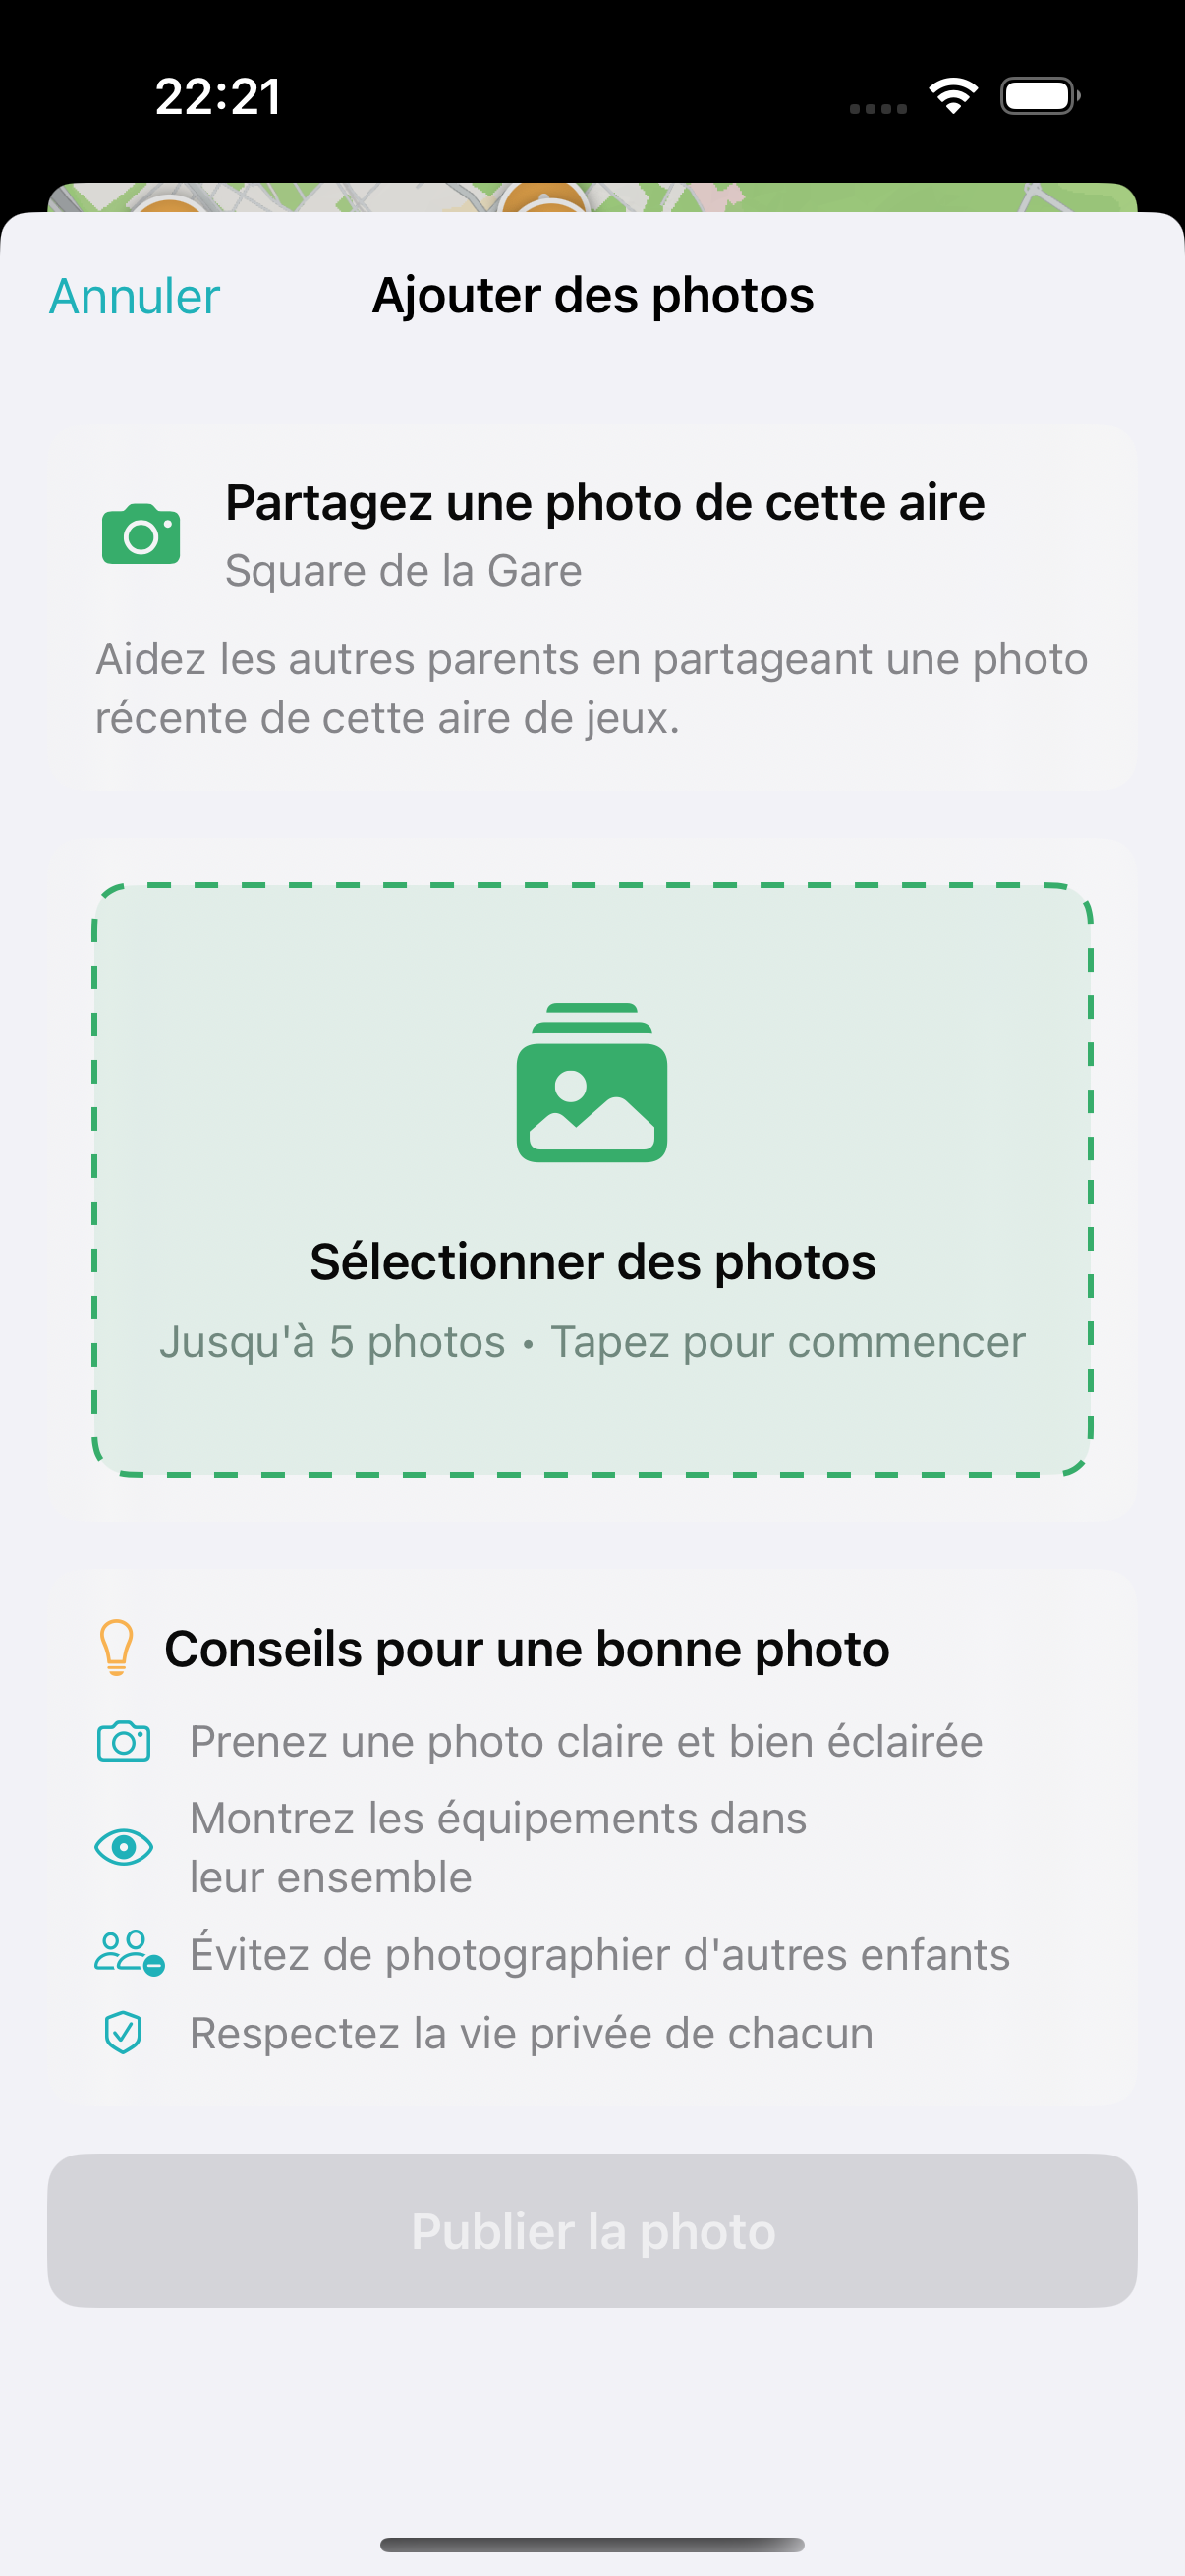 22:21
Annuler
Ajouter des photos
Partagez une photo de cette aire
Square de la Gare
Aidez les autres parents en partageant une photo
récente de cette aire de jeux.
Sélectionner des photos
Jusqu'à 5 photos • Tapez pour commencer
Conseils pour une bonne photo
Prenez une photo claire et bien éclairée
Montrez les équipements dans
leur ensemble
Évitez de photographier d'autres enfants
Respectez la vie privée de chacun
Publier la photo